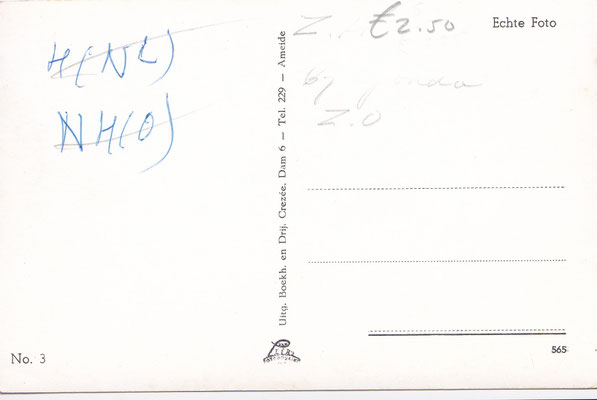 H(NL)
NH(O)
Uitg. Boekh. en Drij. Crezée, Dam 6 — Tel. 229 — Ameide
Z. €2.50
Echte Foto
Z.O
No. 3
565